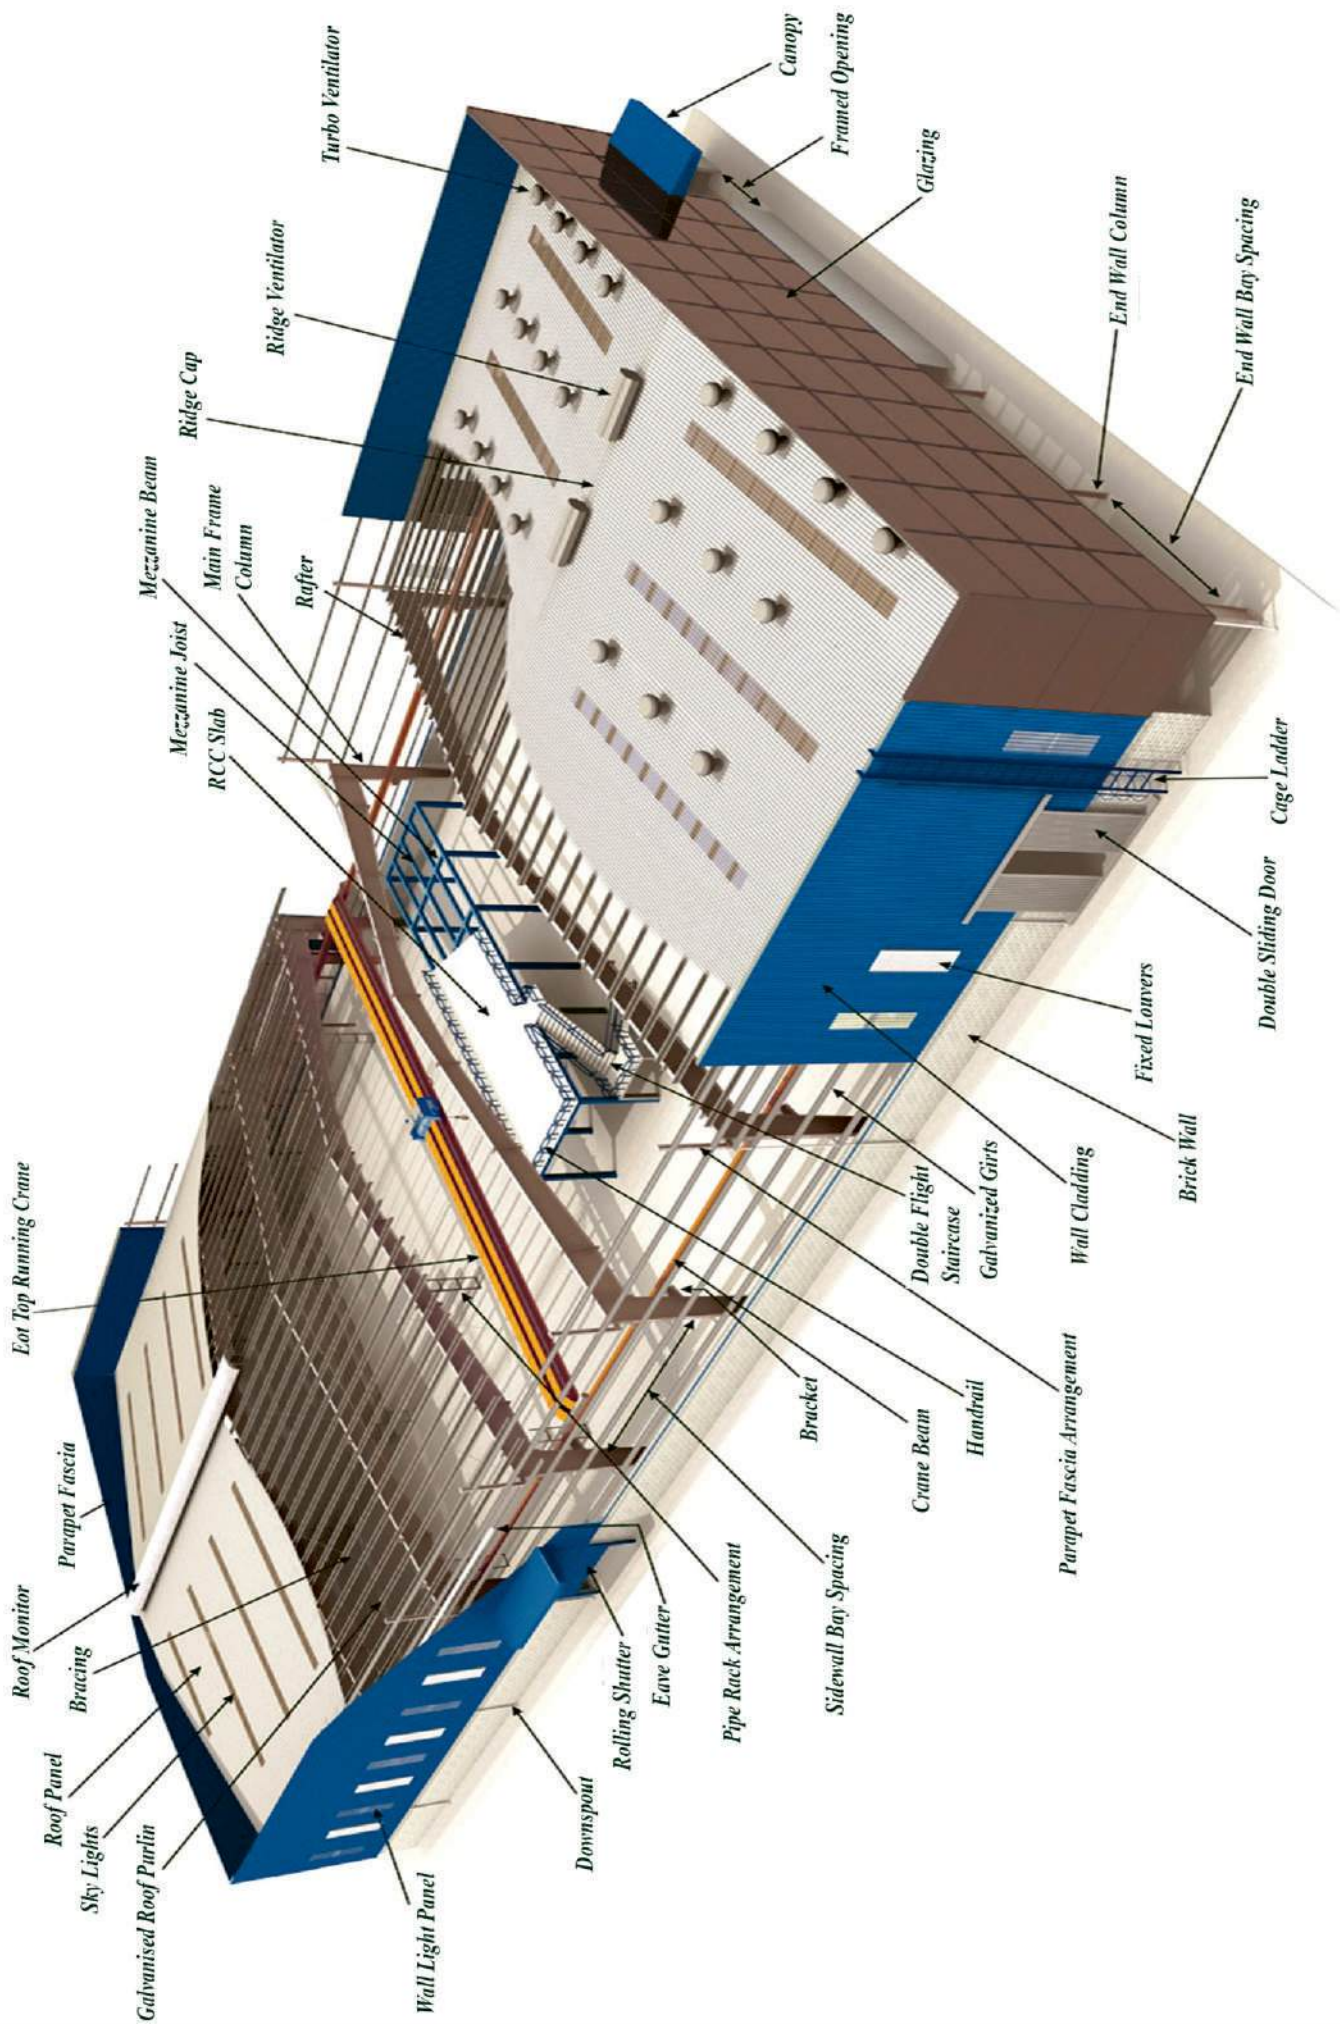 Roof Monitor
Eot Top Running Crane
Roof Panel
Parapet Fascia
Sky Lights
Bracing
Galvanised Roof Purlin
Mezzanine Beam
Mezzanine Joist
Ridge Cap
RCC Slab
Main Frame
Column
Ridge Ventilator
Rafter
Turbo Ventilator
Wall Light Panel
Downspout
Rolling Shutter
Eave Gutter
Pipe Rack Arrangement
Sidewall Bay Spacing
Bracket
Crane Beam
Handrail
Parapet Fascia Arrangement
Double Flight
Staircase
Galvanized Girts
Wall Cladding
Brick Wall
Fixed Louvers
Double Sliding Door
Cage Ladder
End Wall Bay Spacing
End Wall Column
Glazing
Framed Opening
Canopy